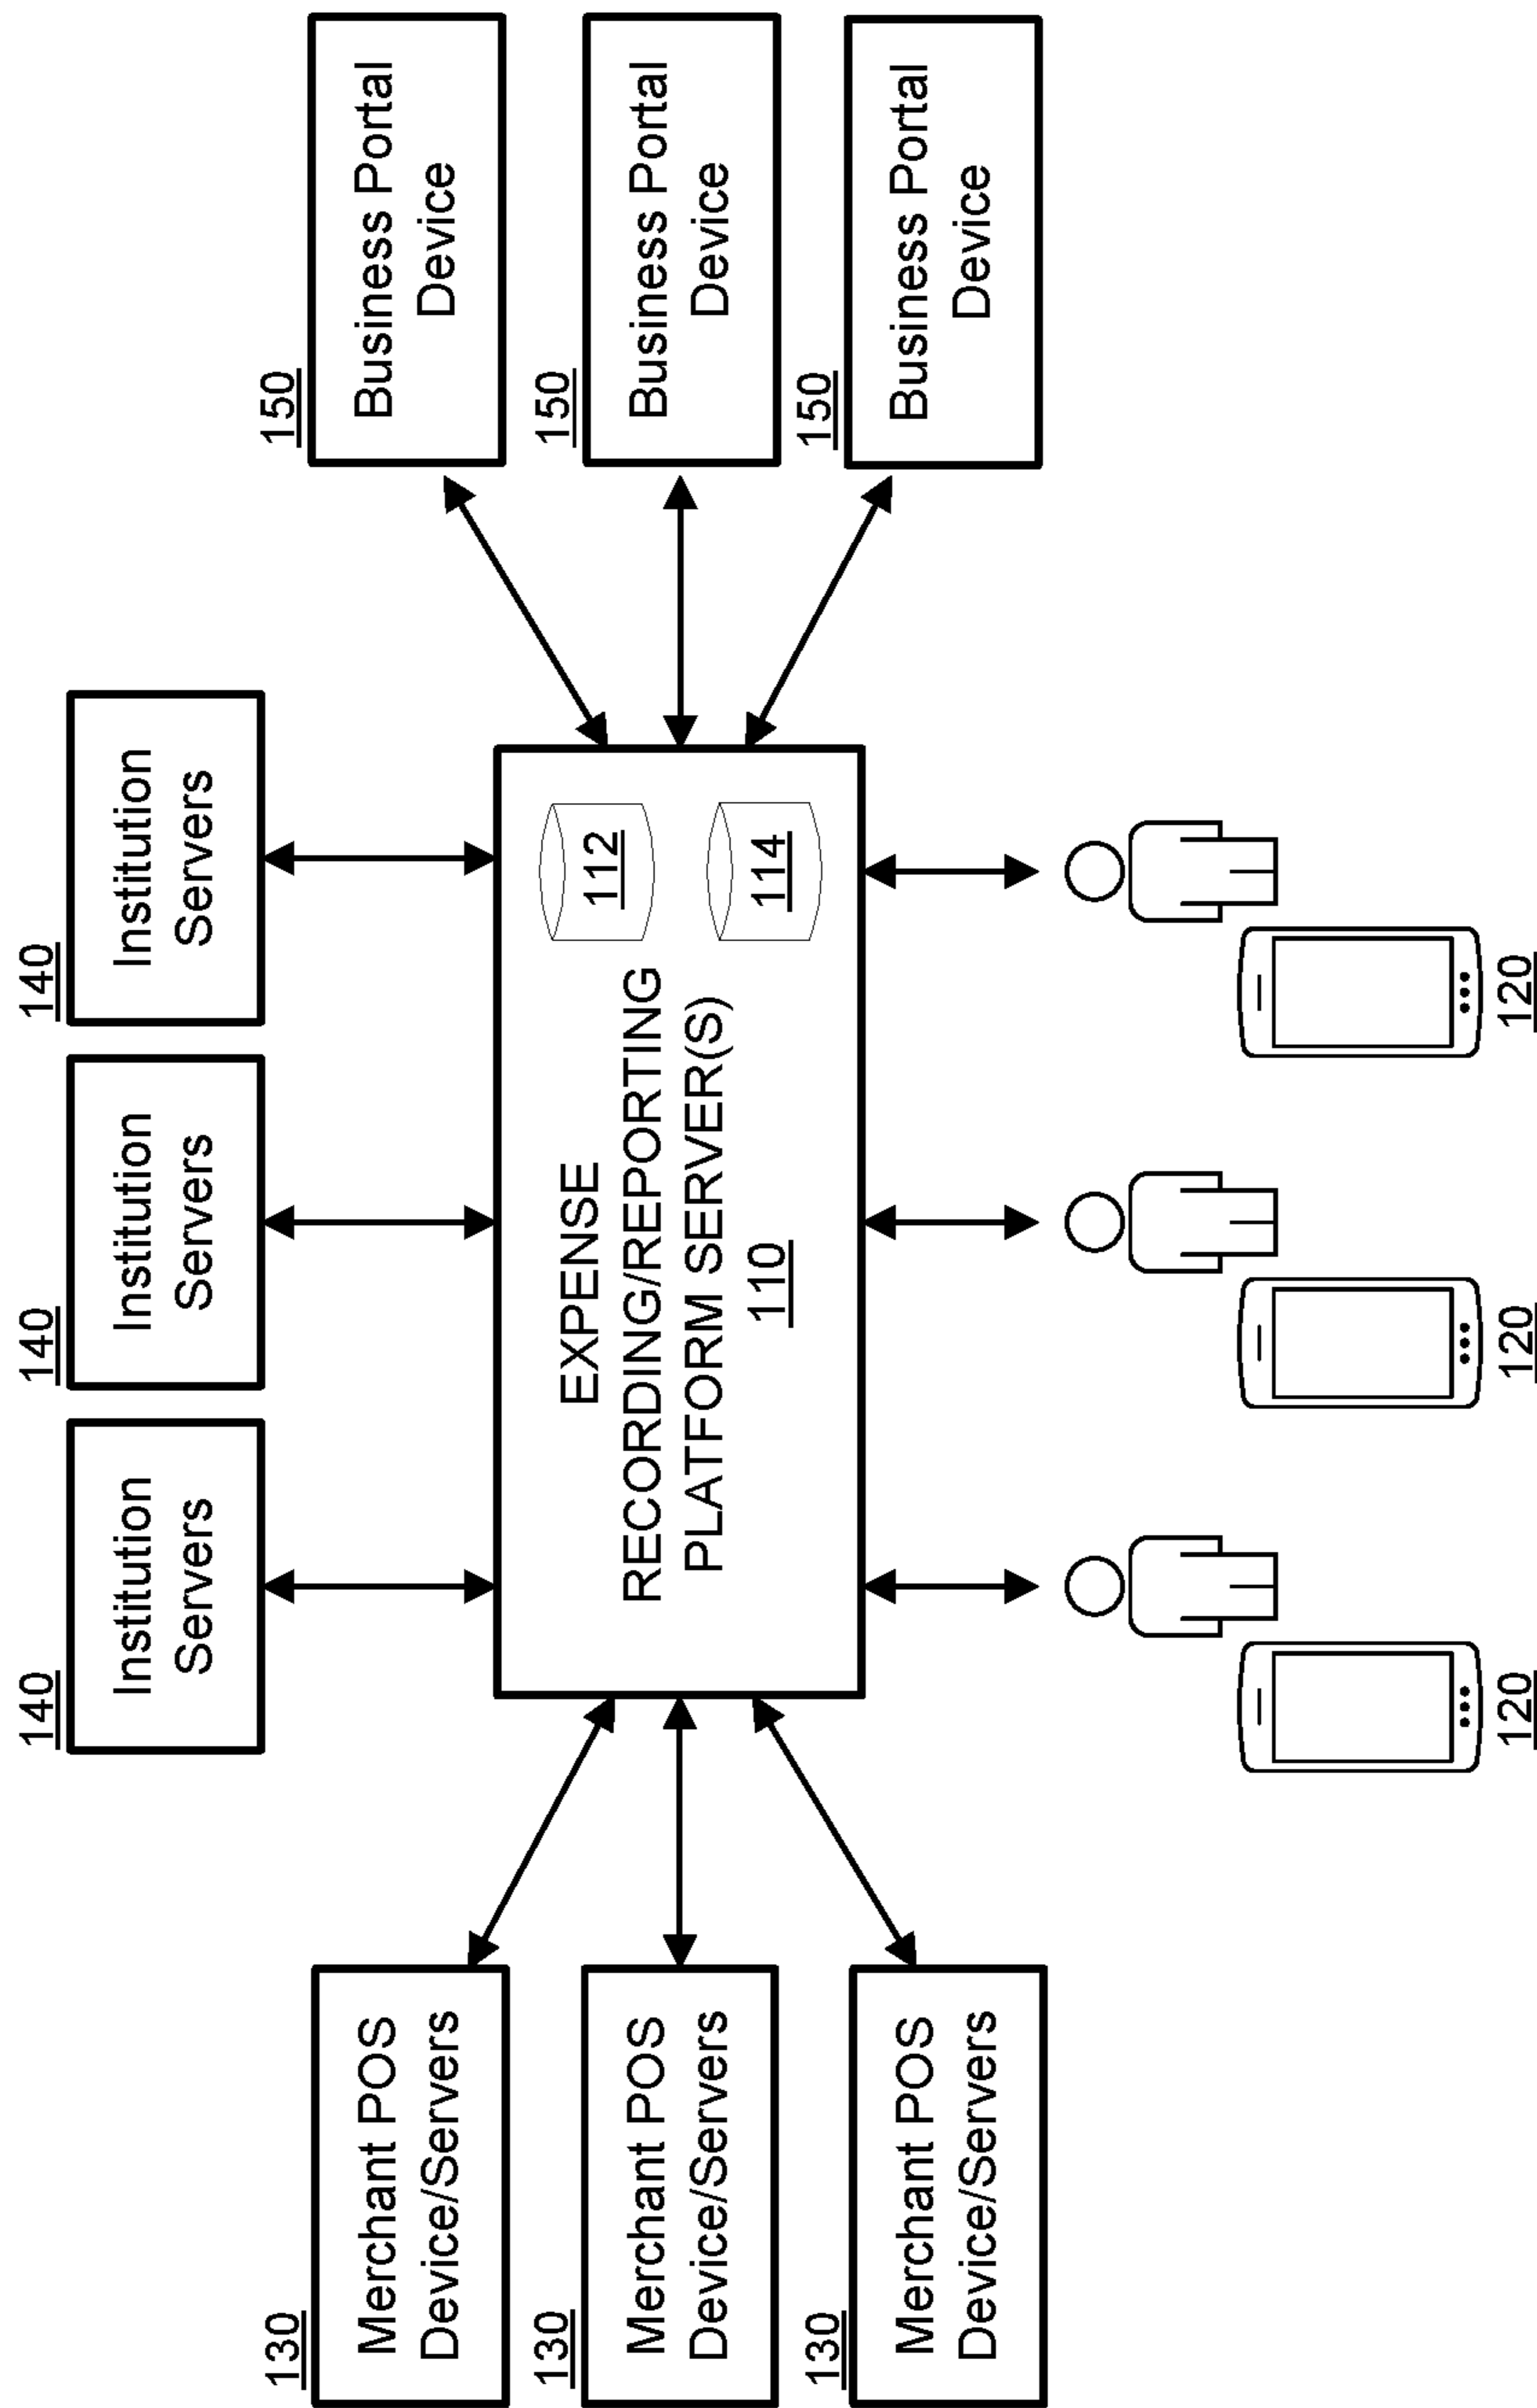 140
Institution
Servers
140
Institution
Servers
140
Institution
Servers
130
Merchant POS
Device/Servers
130
Merchant POS
Device/Servers
130
Merchant POS
Device/Servers
EXPENSE
RECORDING/REPORTING
PLATFORM SERVER(S)
110
112
114
150
Business Portal
Device
150
Business Portal
Device
150
Business Portal
Device
120
120
120